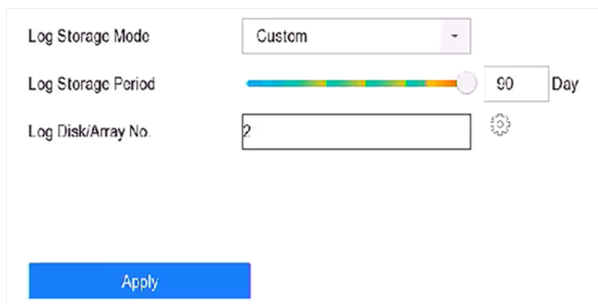 Log Storage Mode Custom
Log Storage Period 90 Day
Log Disk/Array No. 2
Apply